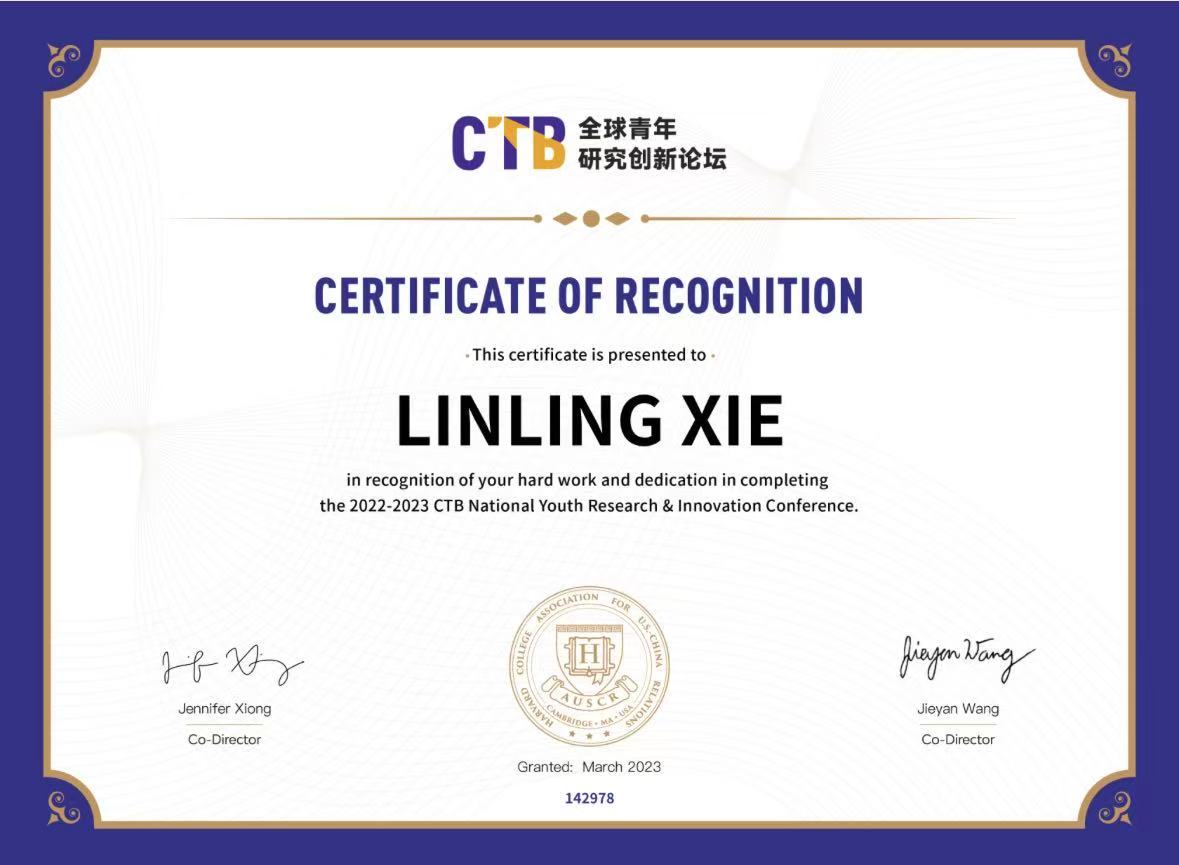 CTB 全球青年
研究创新论坛
CERTIFICATE OF RECOGNITION
·This certificate is presented to·
LINLING XIE
in recognition of your hard work and dedication in completing
the 2022-2023 CTB National Youth Research & Innovation Conference.
HARVARD COLLEGE ASSOCIATION FOR U.S.-CHINA RELATIONS
H
AUSCR
CAMBRIDGE • MA • USA
Jieyan Wang
Jennifer Xiong
Jieyan Wang
Co-Director
Co-Director
Granted: March 2023
142978